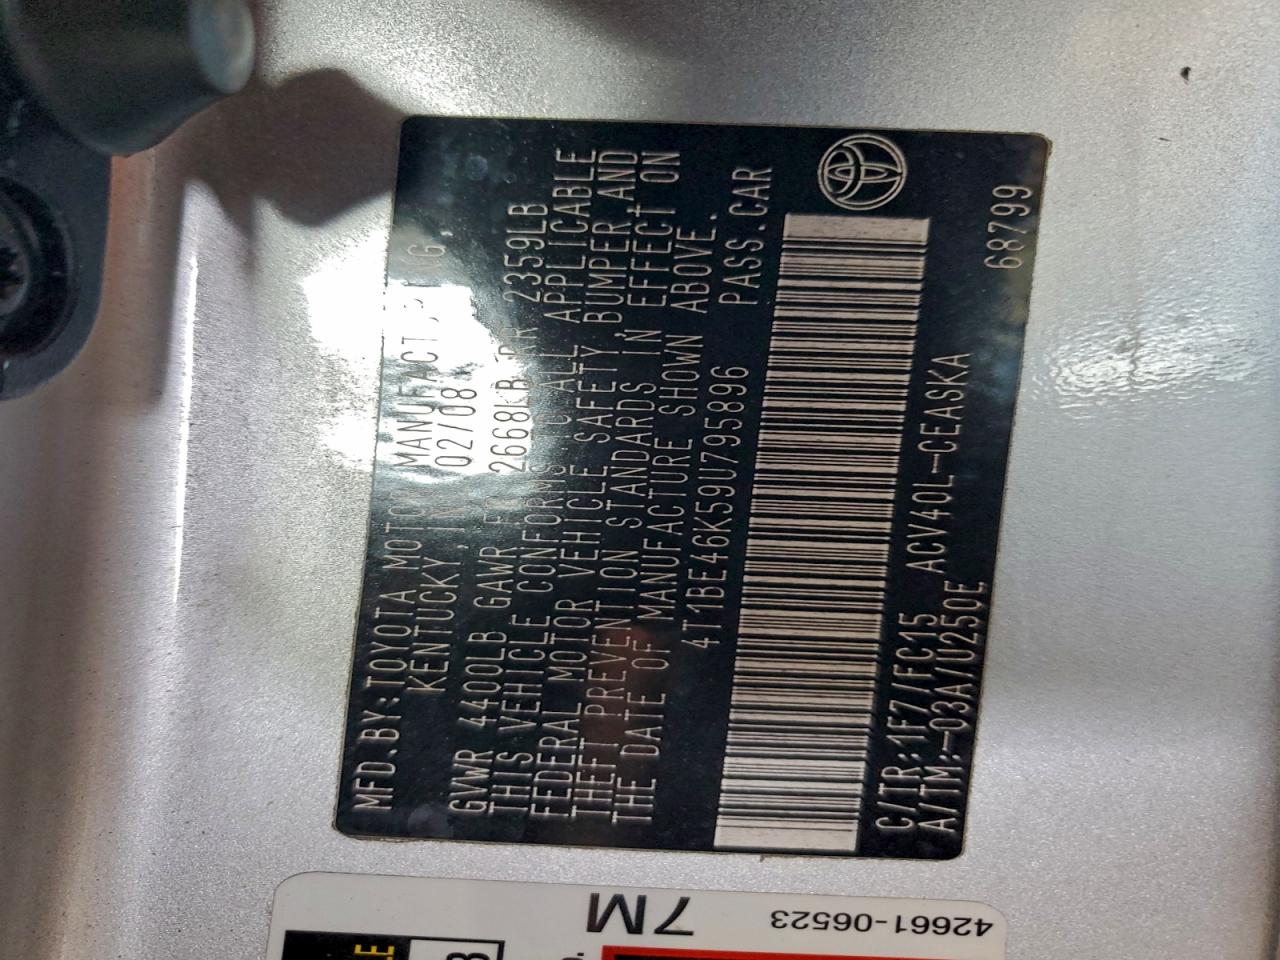 MFD.BY:TOYOTA MOTOR MANUFACTURING,
KENTUCKY, 02/08
GVWR 4400LB GAWR FR 2668LB RR 2359LB
THIS VEHICLE CONFORMS TO ALL APPLICABLE
FEDERAL MOTOR VEHICLE SAFETY,BUMPER,AND
THEFT PREVENTION STANDARDS IN EFFECT ON
THE DATE OF MANUFACTURE SHOWN ABOVE.
4T1BE46K59U795896 PASS.CAR
C/TR:1F7/FC15 ACV40L-CEASKA
A/TM:-03A/U250E 68799
7M
42661-06523